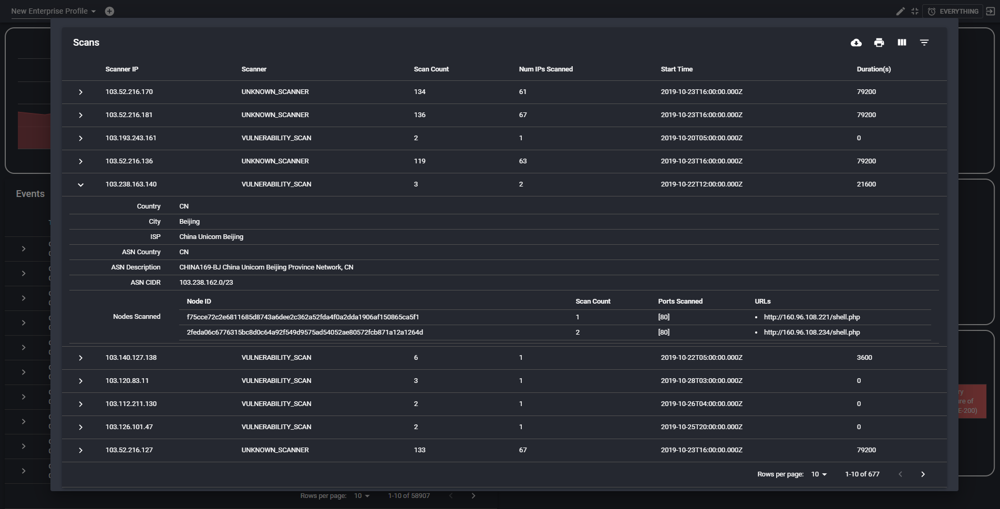 New Enterprise Profile
EVERYTHING
Scans
Scanner IP Scanner Scan Count Num IPs Scanned Start Time Duration(s)
103.52.216.170 UNKNOWN_SCANNER 134 61 2019-10-23T16:00:00.000Z 79200
103.52.216.181 UNKNOWN_SCANNER 136 67 2019-10-23T16:00:00.000Z 79200
103.193.243.161 VULNERABILITY_SCAN 2 1 2019-10-20T05:00:00.000Z 0
103.52.216.136 UNKNOWN_SCANNER 119 63 2019-10-23T16:00:00.000Z 79200
103.238.163.140 VULNERABILITY_SCAN 3 2 2019-10-22T12:00:00.000Z 21600
Country CN
City Beijing
ISP China Unicom Beijing
ASN Country CN
ASN Description CHINA169-BJ China Unicom Beijing Province Network, CN
ASN CIDR 103.238.162.0/23
Nodes Scanned
Node ID Scan Count Ports Scanned URLs
f75cce72c2e6811685d8743a6dee2c362a52fda4f0a2dda1906af150865ca5f1 1 [80] • http://160.96.108.221/shell.php
2feda06c6776315bc8d0c64a92f549d9575ad54052ae80572fcb871a12a1264d 2 [80] • http://160.96.108.234/shell.php
103.140.127.138 VULNERABILITY_SCAN 6 1 2019-10-22T05:00:00.000Z 3600
103.120.83.11 VULNERABILITY_SCAN 3 1 2019-10-28T03:00:00.000Z 0
103.112.211.130 VULNERABILITY_SCAN 2 1 2019-10-26T04:00:00.000Z 0
103.126.101.47 VULNERABILITY_SCAN 2 1 2019-10-25T20:00:00.000Z 0
103.52.216.127 UNKNOWN_SCANNER 133 67 2019-10-23T16:00:00.000Z 79200
Rows per page: 10 1-10 of 677
Events
ry
ure of
E-200)
Rows per page: 10 1-10 of 58907